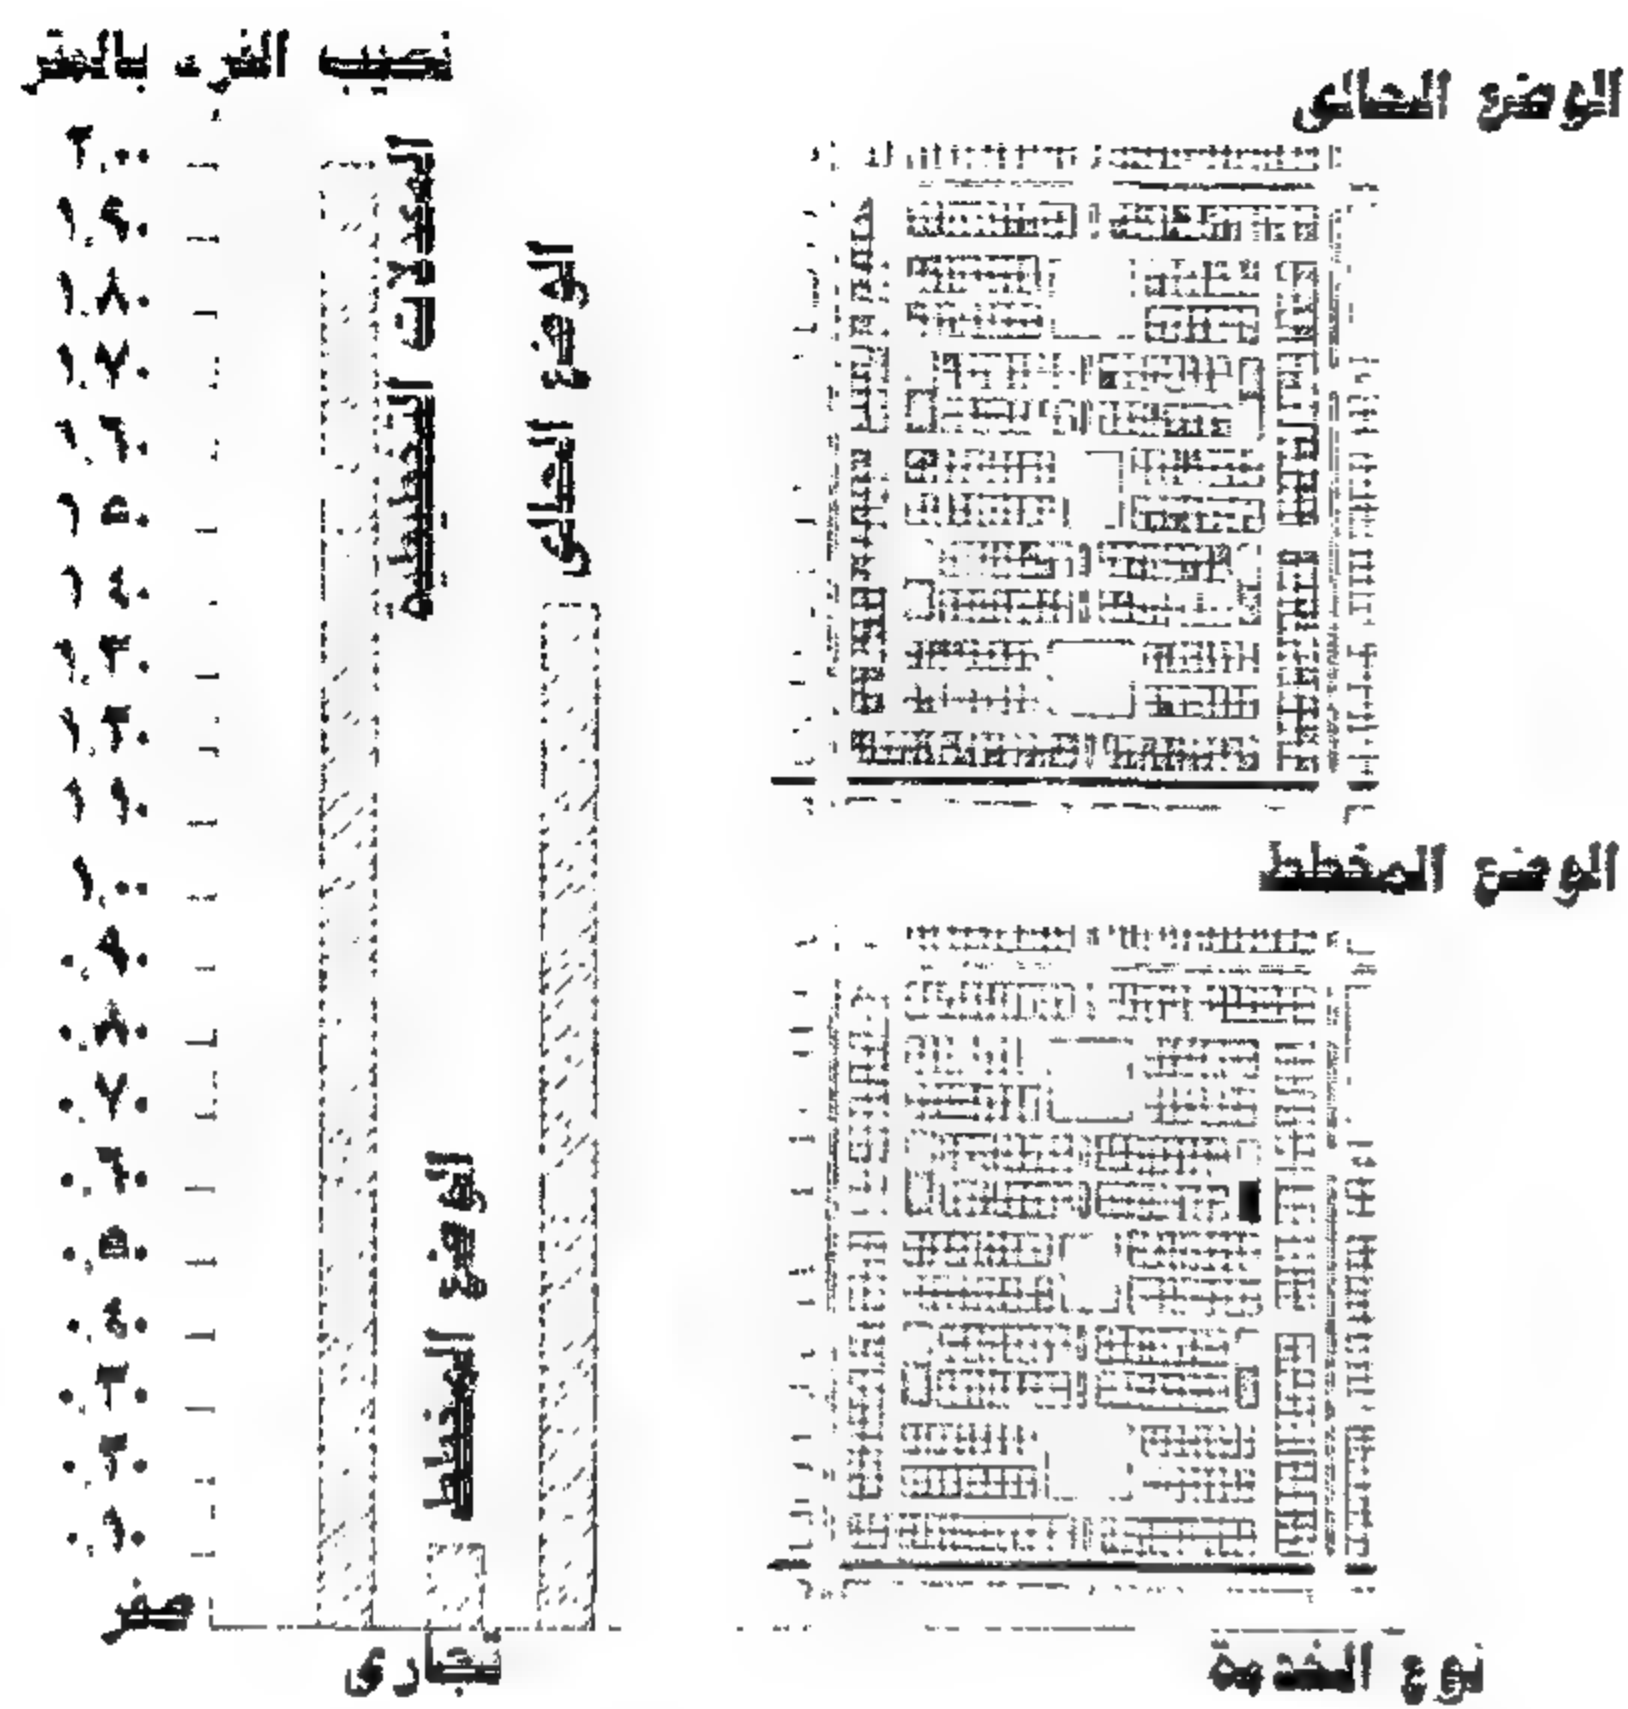 نصيب الفرد بالمتر
٢,٠٠
١,٩٠
١,٨٠
١,٧٠
١,٦٠
١,٥٠
١,٤٠
١,٣٠
١,٢٠
١,١٠
١,٠٠
٠,٩٠
٠,٨٠
٠,٧٠
٠,٦٠
٠,٥٠
٠,٤٠
٠,٣٠
٠,٢٠
٠,١٠
صفر
المعدلات التخطيطيه
الوضع المخطط
الوضع الحالى
تجارى
الوضع الحالى
الوضع المخطط
نوع الخدمة